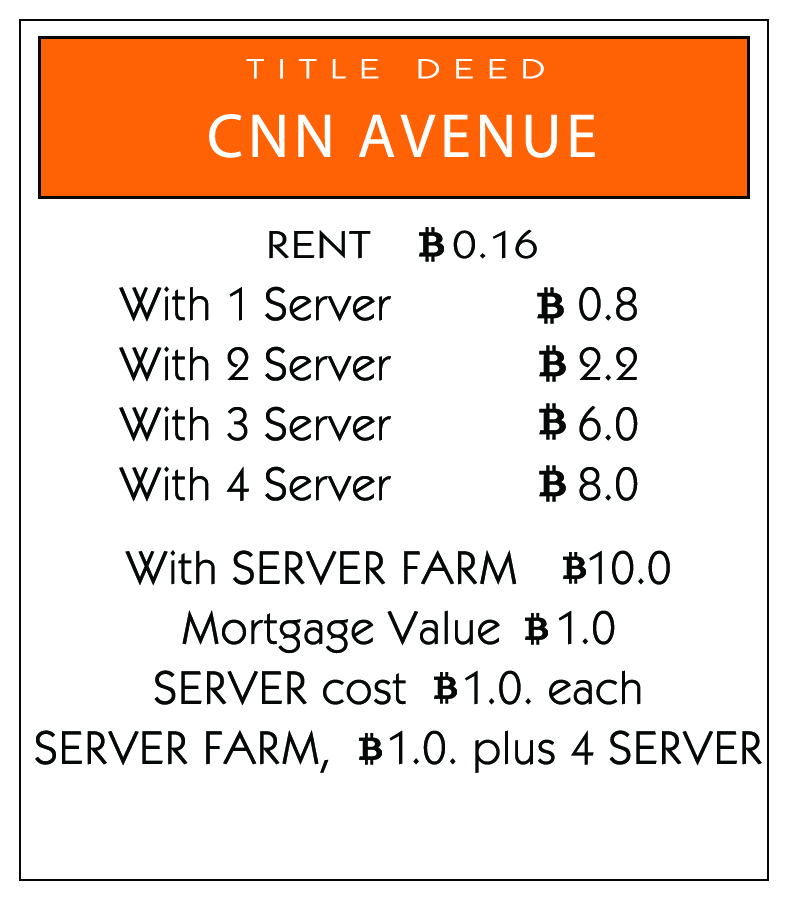 TITLE DEED
CNN AVENUE
RENT ₿0.16
With 1 Server ₿ 0.8
With 2 Server ₿ 2.2
With 3 Server ₿ 6.0
With 4 Server ₿ 8.0
With SERVER FARM ₿10.0
Mortgage Value ₿1.0
SERVER cost ₿1.0. each
SERVER FARM, ₿1.0. plus 4 SERVER